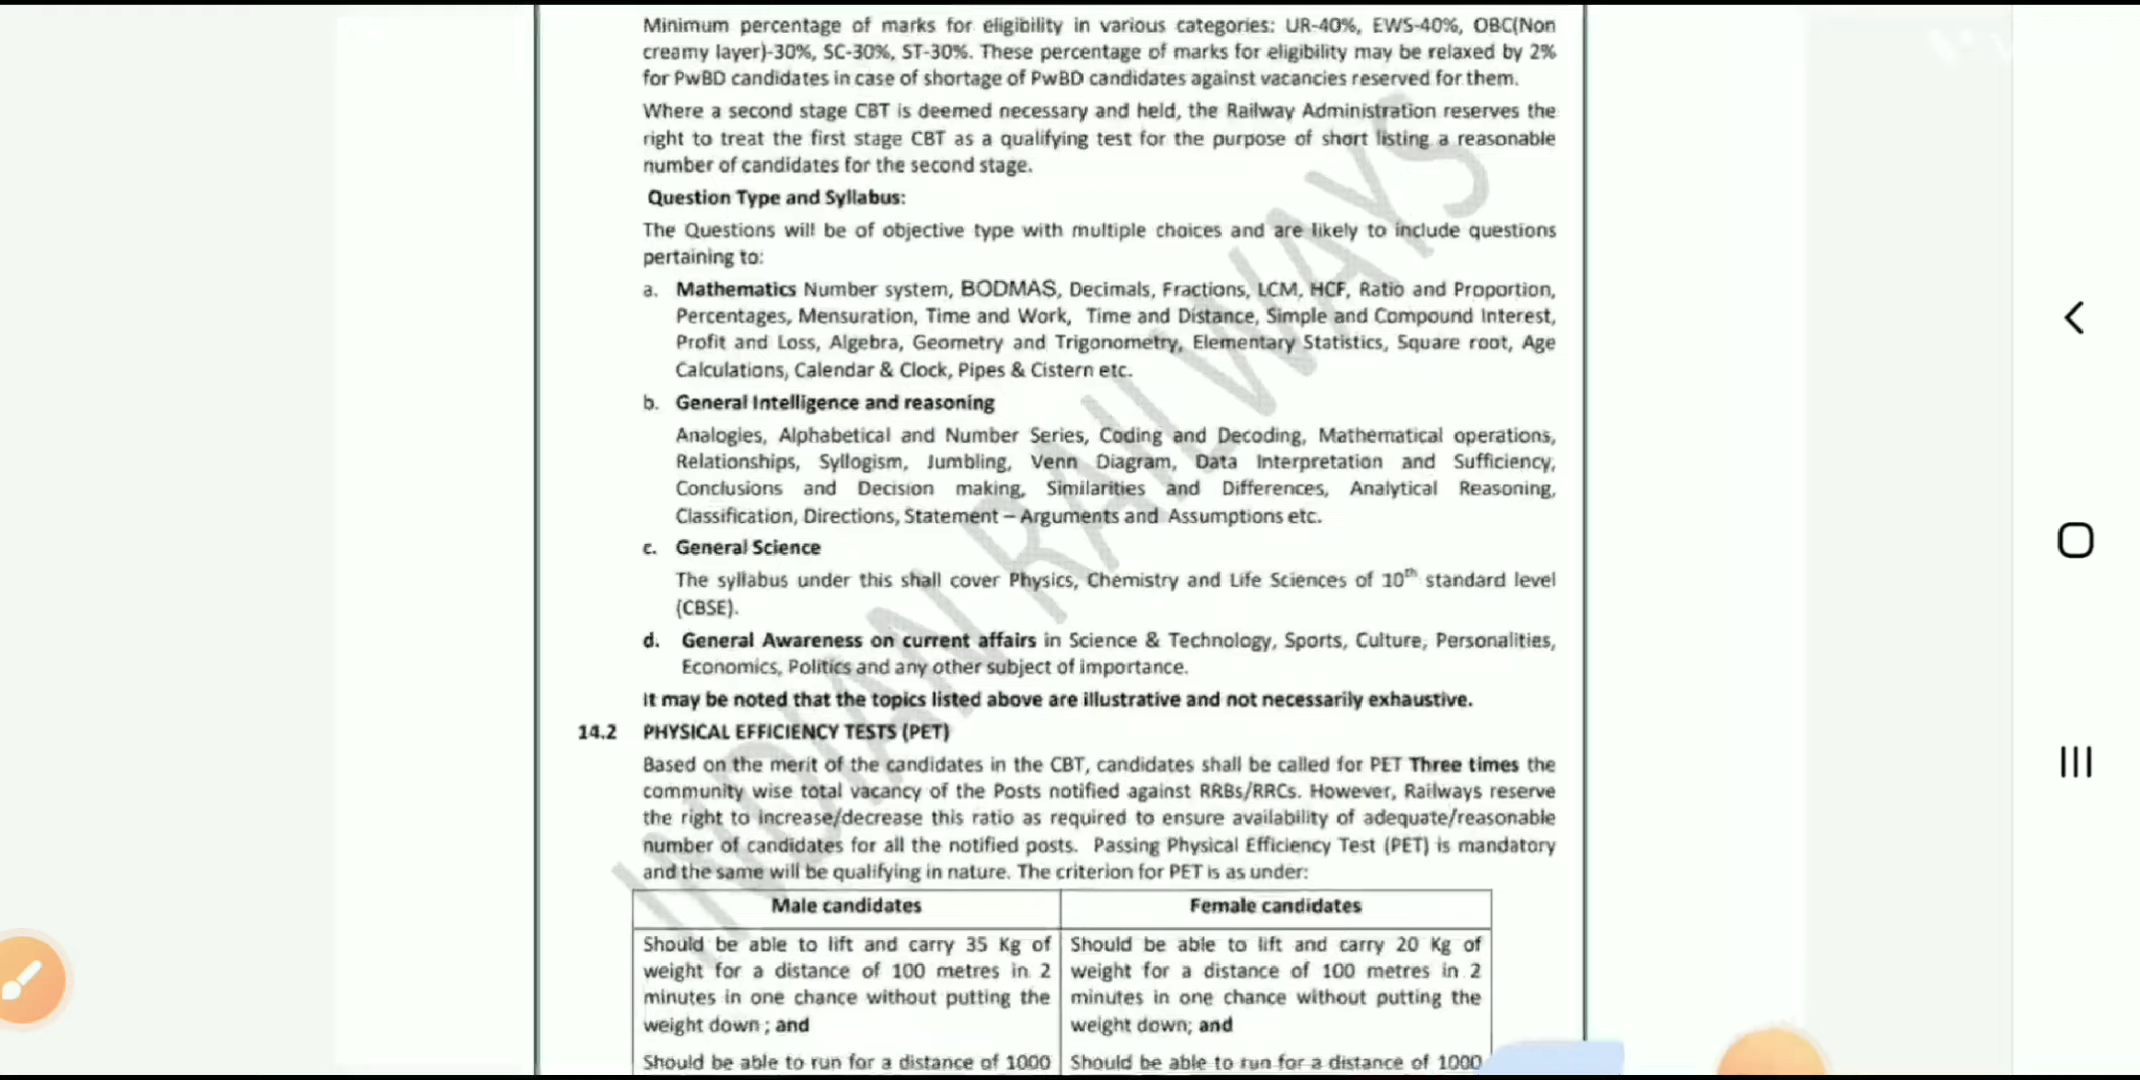 Minimum percentage of marks for eligibility in various categories: UR-40%, EWS-40%, OBC(Non
creamy layer)-30%, SC-30%, ST-30%. These percentage of marks for eligibility may be relaxed by 2%
for PwBD candidates in case of shortage of PwBD candidates against vacancies reserved for them.
Where a second stage CBT is deemed necessary and held, the Railway Administration reserves the
right to treat the first stage CBT as a qualifying test for the purpose of short listing a reasonable
number of candidates for the second stage.
Question Type and Syllabus:
The Questions will be of objective type with multiple choices and are likely to include questions
pertaining to:
a. Mathematics Number system, BODMAS, Decimals, Fractions, LCM, HCF, Ratio and Proportion,
Percentages, Mensuration, Time and Work, Time and Distance, Simple and Compound Interest,
Profit and Loss, Algebra, Geometry and Trigonometry, Elementary Statistics, Square root, Age
Calculations, Calendar & Clock, Pipes & Cistern etc.
b. General Intelligence and reasoning
Analogies, Alphabetical and Number Series, Coding and Decoding, Mathematical operations,
Relationships, Syllogism, Jumbling, Venn Diagram, Data Interpretation and Sufficiency,
Conclusions and Decision making, Similarities and Differences, Analytical Reasoning,
Classification, Directions, Statement – Arguments and Assumptions etc.
c. General Science
The syllabus under this shall cover Physics, Chemistry and Life Sciences of 10th standard level
(CBSE).
d. General Awareness on current affairs in Science & Technology, Sports, Culture, Personalities,
Economics, Politics and any other subject of importance.
It may be noted that the topics listed above are illustrative and not necessarily exhaustive.
14.2 PHYSICAL EFFICIENCY TESTS (PET)
Based on the merit of the candidates in the CBT, candidates shall be called for PET Three times the
community wise total vacancy of the Posts notified against RRBs/RRCs. However, Railways reserve
the right to increase/decrease this ratio as required to ensure availability of adequate/reasonable
number of candidates for all the notified posts. Passing Physical Efficiency Test (PET) is mandatory
and the same will be qualifying in nature. The criterion for PET is as under:
Male candidates
Should be able to lift and carry 35 Kg of
weight for a distance of 100 metres in 2
minutes in one chance without putting the
weight down ; and
Should be able to run for a distance of 1000
Female candidates
Should be able to lift and carry 20 Kg of
weight for a distance of 100 metres in 2
minutes in one chance without putting the
weight down; and
Should be able to run for a distance of 1000
INDIAN RAILWAYS